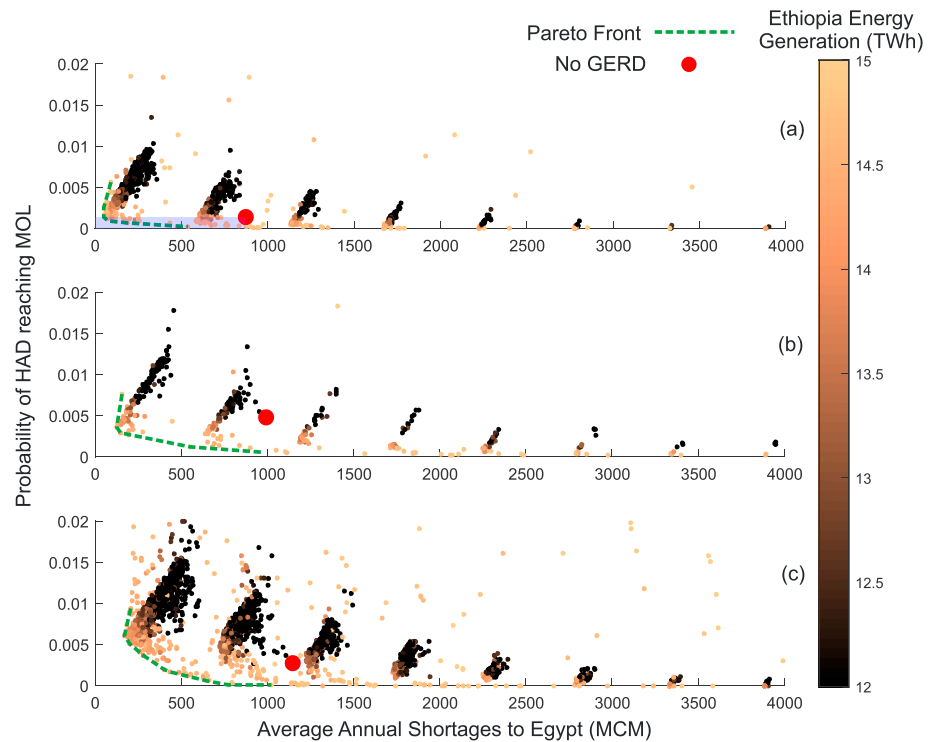 Pareto Front
No GERD
Ethiopia Energy
Generation (TWh)
Probability of HAD reaching MOL
0.02
0.015
0.01
0.005
0
0 500 1000 1500 2000 2500 3000 3500 4000
(a)
0.02
0.015
0.01
0.005
0
0 500 1000 1500 2000 2500 3000 3500 4000
(b)
0.02
0.015
0.01
0.005
0
0 500 1000 1500 2000 2500 3000 3500 4000
(c)
Average Annual Shortages to Egypt (MCM)
15
14.5
14
13.5
13
12.5
12